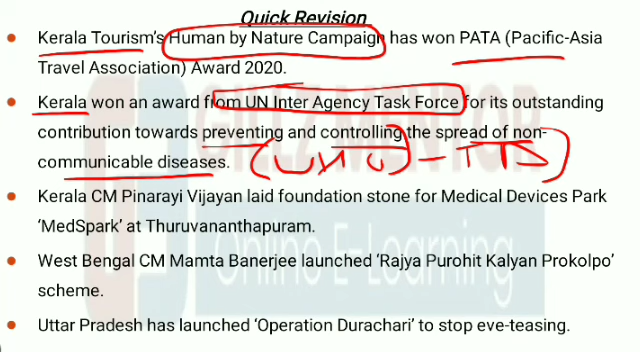 Quick Revision
Kerala Tourism's Human by Nature Campaign has won PATA (Pacific-Asia
Travel Association) Award 2020.
Kerala won an award from UN Inter Agency Task Force for its outstanding
contribution towards preventing and controlling the spread of non-
communicable diseases.
Kerala CM Pinarayi Vijayan laid foundation stone for Medical Devices Park
'MedSpark' at Thuruvananthapuram.
Online E-Learning
West Bengal CM Mamta Banerjee launched 'Rajya Purohit Kalyan Prokolpo'
scheme.
Uttar Pradesh has launched 'Operation Durachari' to stop eve-teasing.